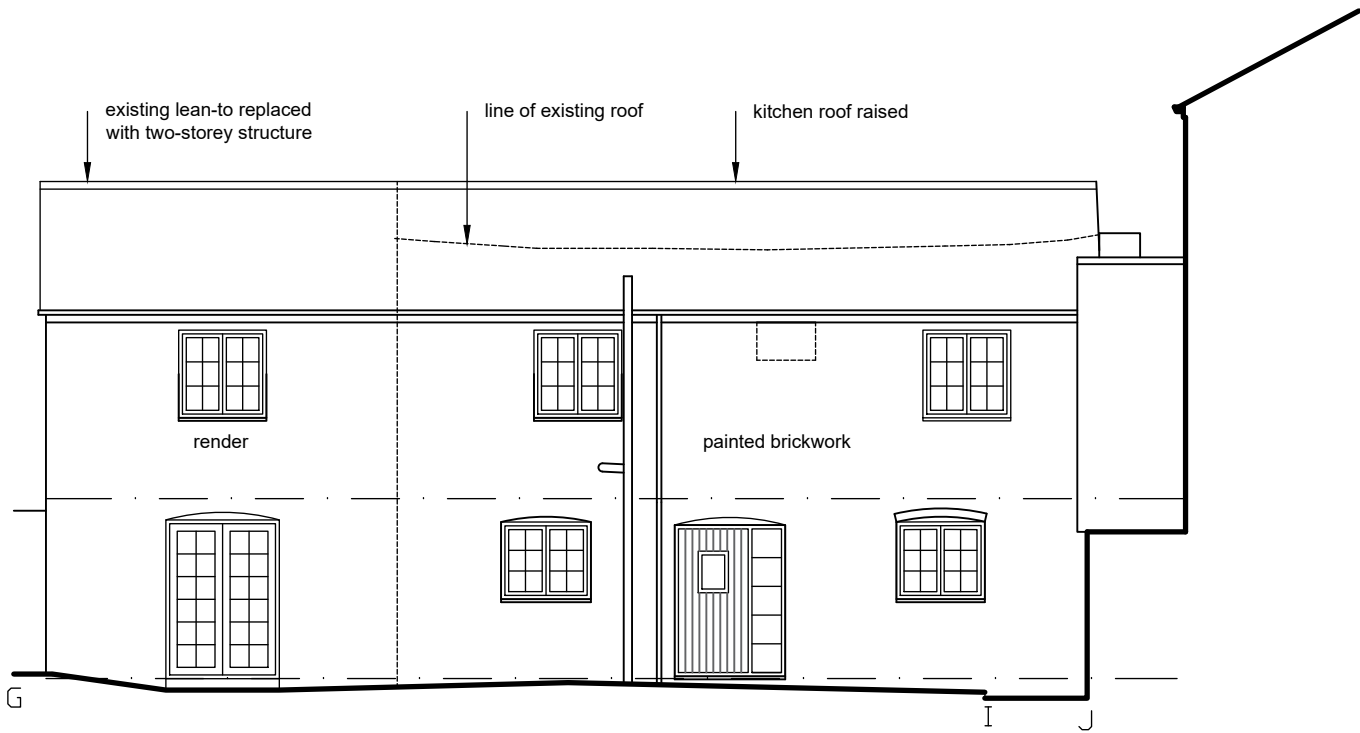 existing lean-to replaced
with two-storey structure
line of existing roof
kitchen roof raised
render
painted brickwork
G
I
J